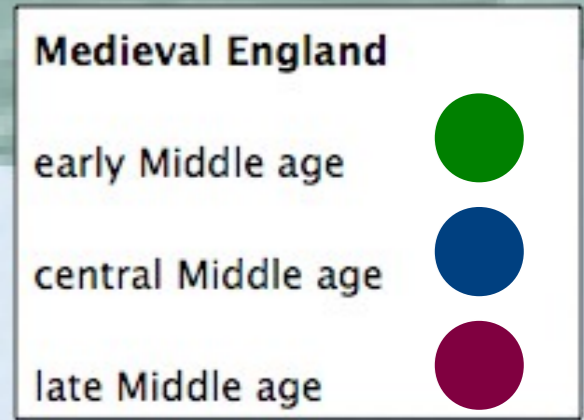 Medieval England
early Middle age
central Middle age
late Middle age